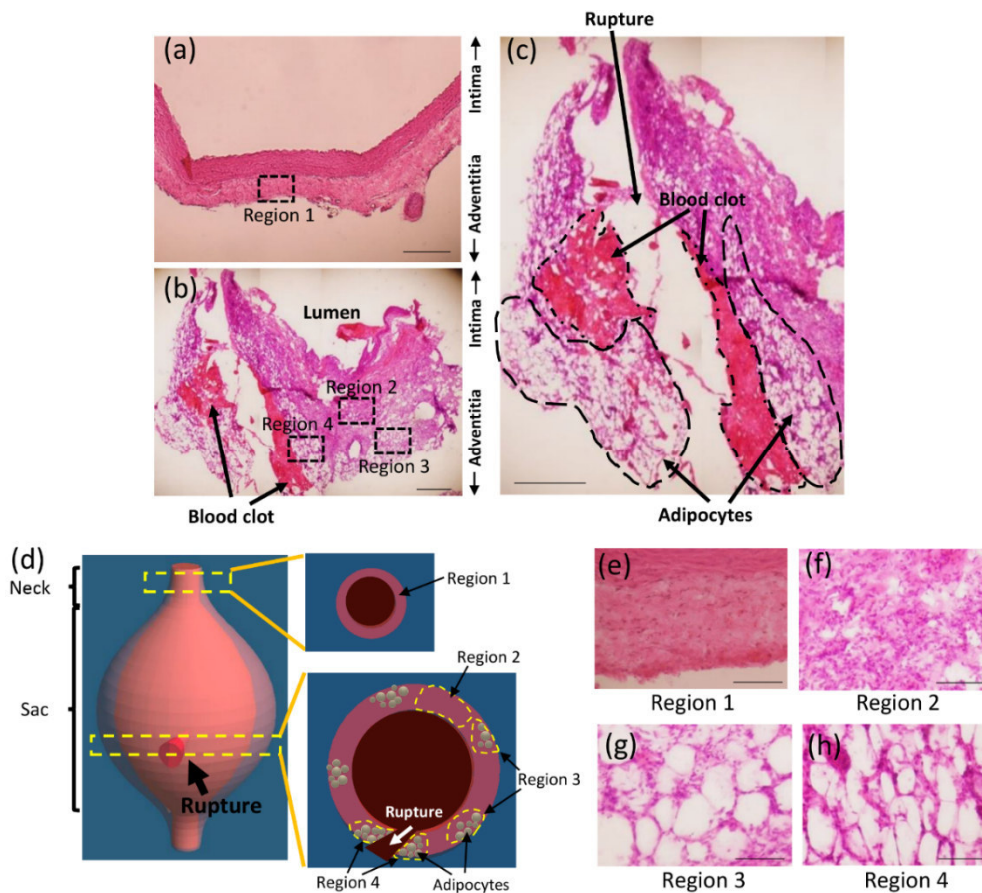 (a)
Region 1
Intima
Adventitia
(b)
Lumen
Region 2
Region 4
Region 3
Blood clot
Intima
Adventitia
(c)
Rupture
Blood clot
Adipocytes
(d)
Neck
Sac
Rupture
Region 1
Region 2
Region 3
Rupture
Region 4
Adipocytes
(e)
Region 1
(f)
Region 2
(g)
Region 3
(h)
Region 4